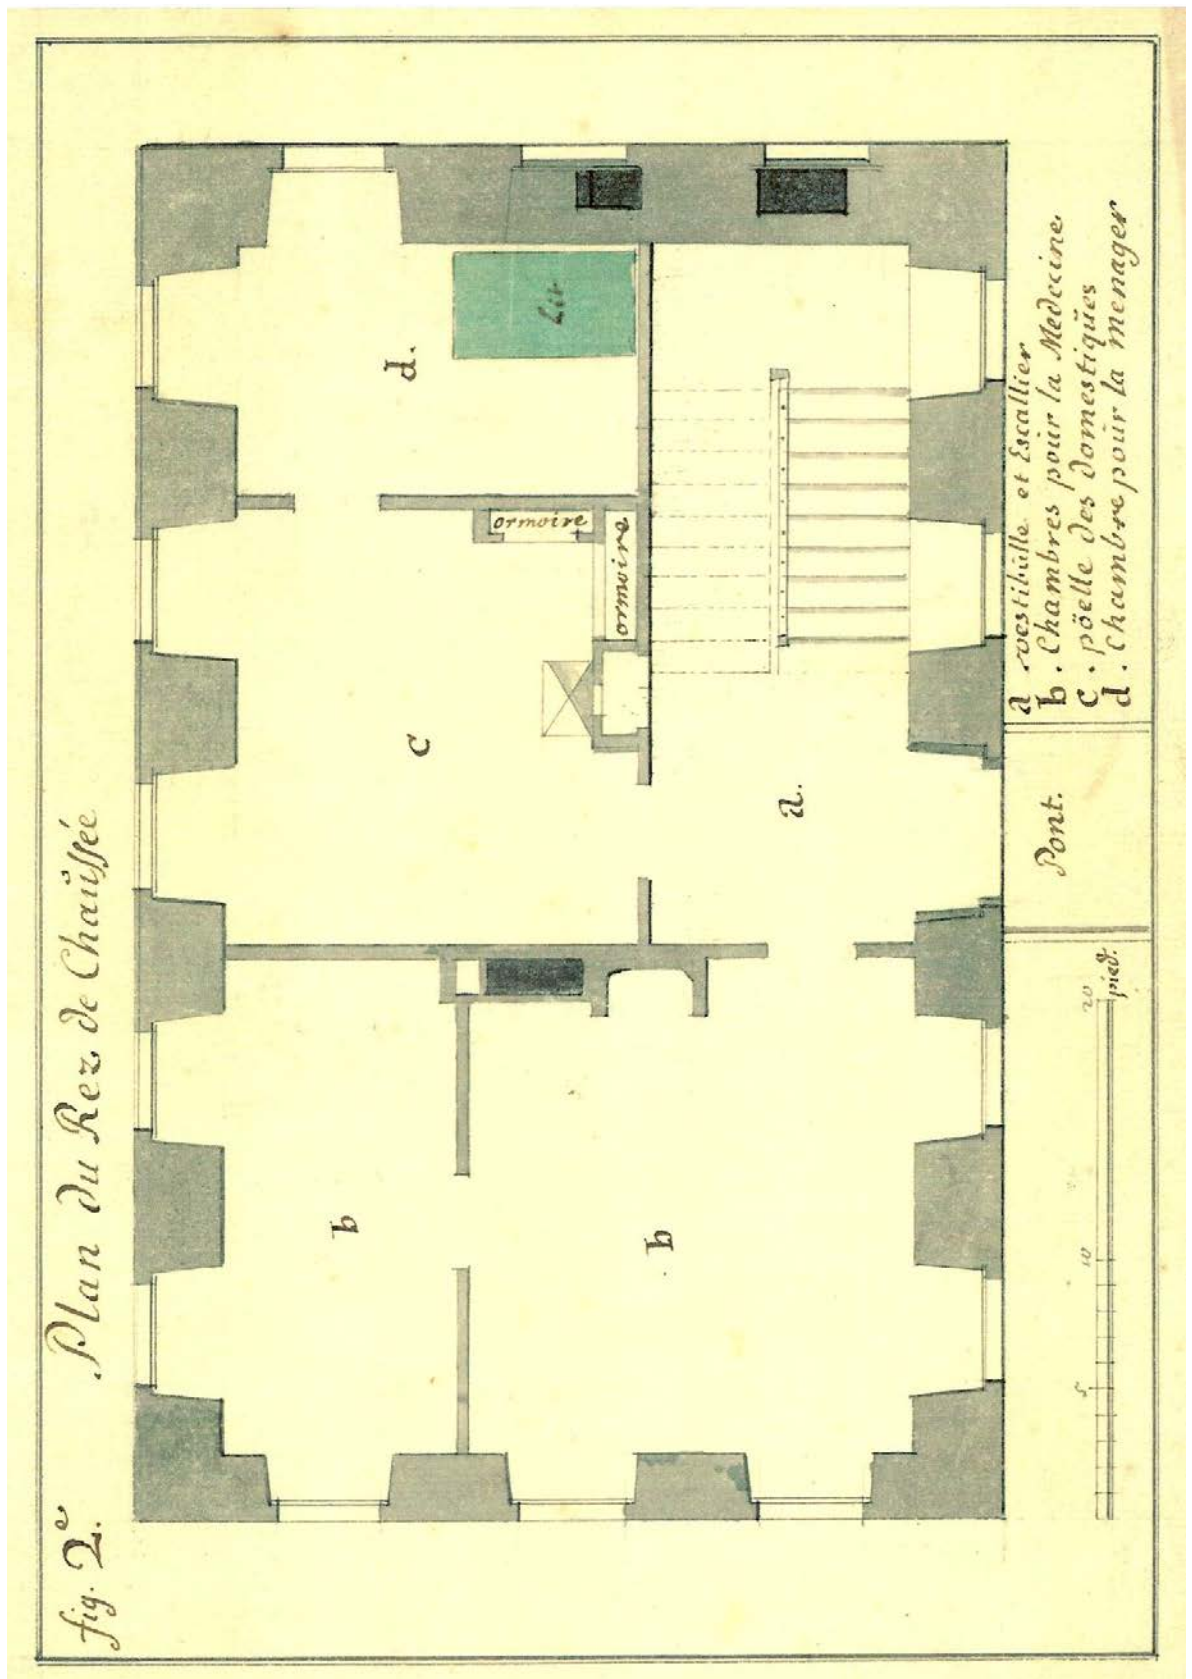 fig. 2e Plan du Rez de Chaussée
b
b
c
d.
Lit
ormoire
ormoire
a.
Pont.
5
10
20
pied.
a vestibulle et Escallier
b. Chambres pour la Medecine
c. pöelle des domestiques
d. Chambre pour la menager